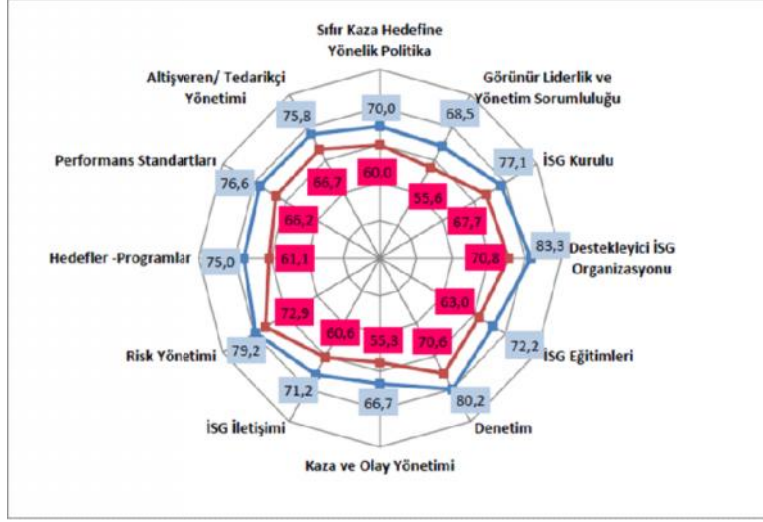 Sıfır Kaza Hedefine
Yönelik Politika
Altişveren/ Tedarikçi
Yönetimi
Görünür Liderlik ve
Yönetim Sorumluluğu
75,8
70,0
68,5
Performans Standartları
76,6
77,1
İSG Kurulu
66,7
60,0
55,6
66,2
67,7
Hedefler -Programlar
75,0
61,1
70,8
83,3
Destekleyici İSG
Organizasyonu
72,9
63,0
Risk Yönetimi
79,2
60,6
55,3
70,6
72,2
İSG Eğitimleri
71,2
66,7
80,2
İSG İletişimi
Denetim
Kaza ve Olay Yönetimi